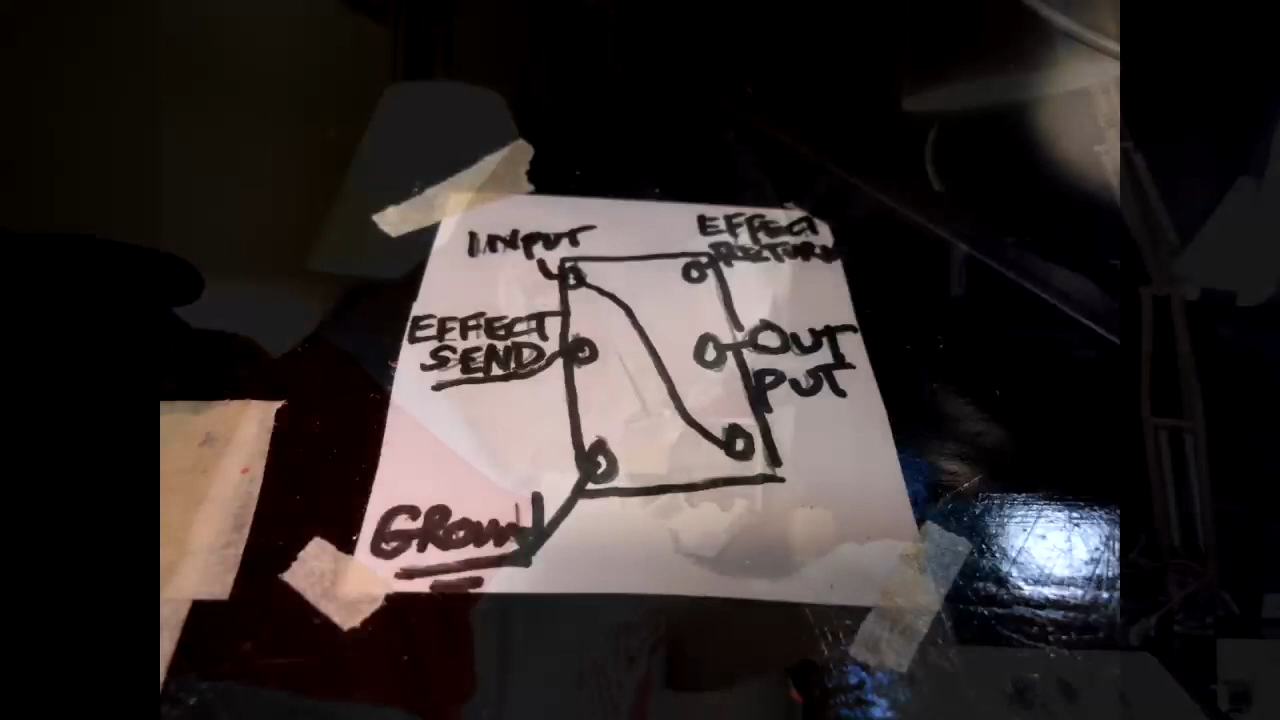 INPUT
EFFECT
RETURN
EFFECT
SEND
OUT
PUT
GROUND